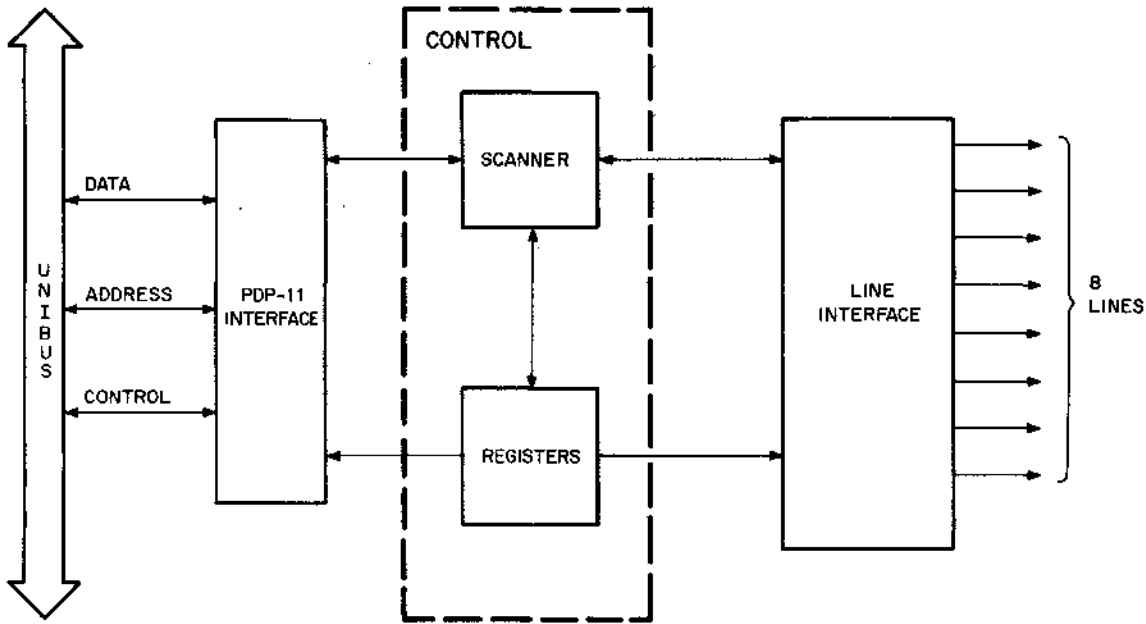 CONTROL
SCANNER
DATA
ADDRESS
CONTROL
UNIBUS
PDP-11
INTERFACE
REGISTERS
LINE
INTERFACE
8
LINES